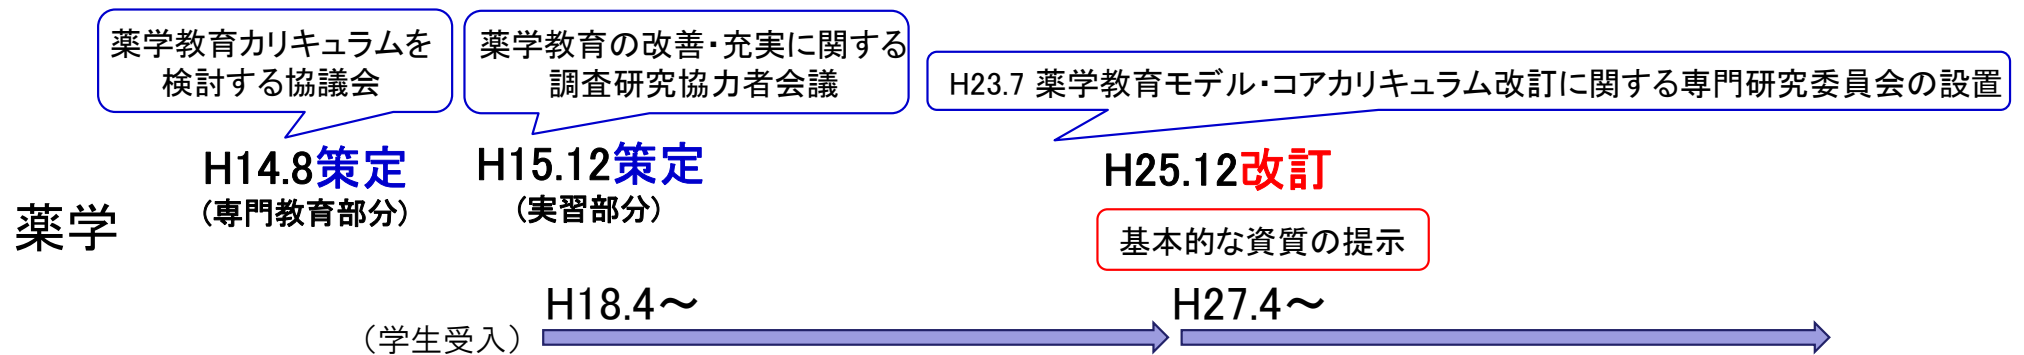 薬学教育カリキュラムを
検討する協議会
薬学教育の改善・充実に関する
調査研究協力者会議
H23.7 薬学教育モデル・コアカリキュラム改訂に関する専門研究委員会の設置
H14.8策定
(専門教育部分)
H15.12策定
(実習部分)
H25.12改訂
薬学
基本的な資質の提示
H18.4～
H27.4～
(学生受入)